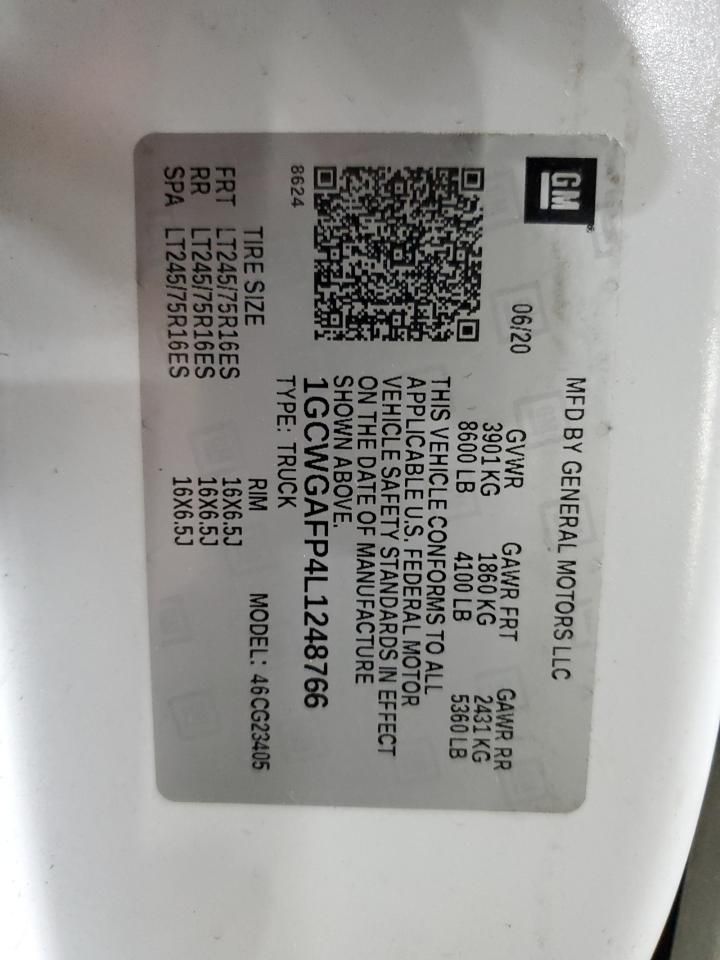 GM
MFD BY GENERAL MOTORS LLC
06/20
GVWR GAWR FRT GAWR RR
3901 KG 1860 KG 2431 KG
8600 LB 4100 LB 5360 LB
THIS VEHICLE CONFORMS TO ALL
APPLICABLE U.S. FEDERAL MOTOR
VEHICLE SAFETY STANDARDS IN EFFECT
ON THE DATE OF MANUFACTURE
SHOWN ABOVE.
1GCWGAFP4L1248766
8624
TYPE: TRUCK
TIRE SIZE RIM MODEL: 46CG23405
FRT LT245/75R16ES 16X6.5J
RR LT245/75R16ES 16X6.5J
SPA LT245/75R16ES 16X6.5J